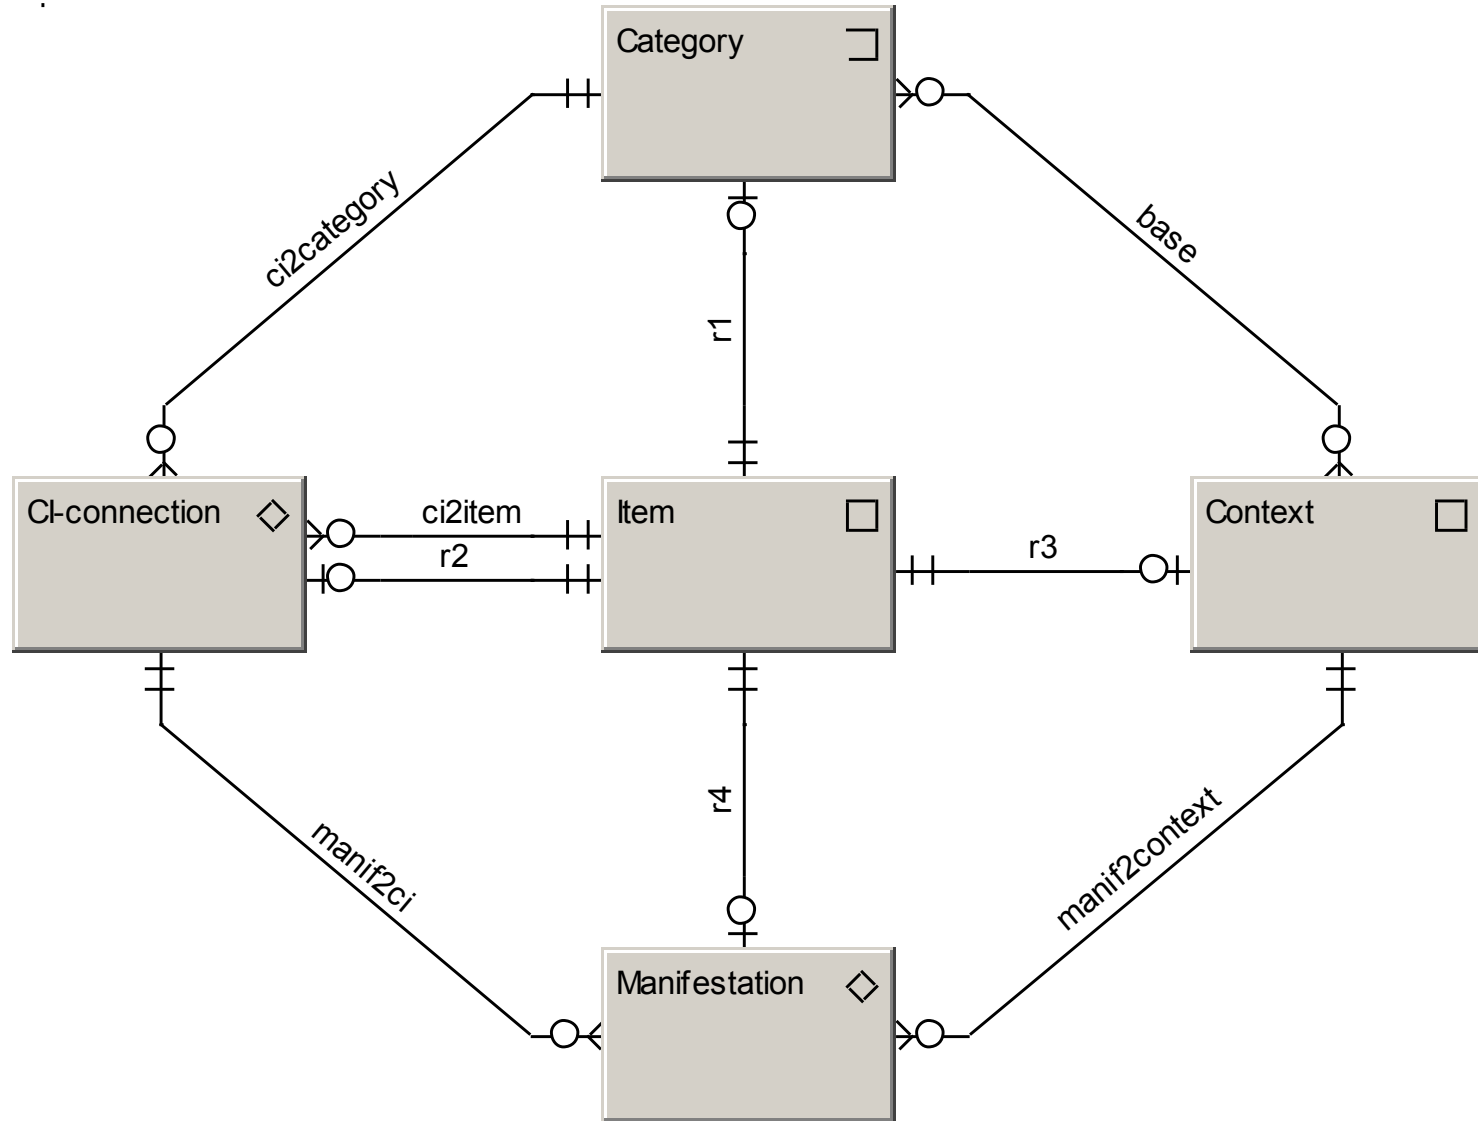 Category
ci2category
base
r1
CI-connection
ci2item
Item
Context
r2
r3
r4
manif2ci
manif2context
Manifestation